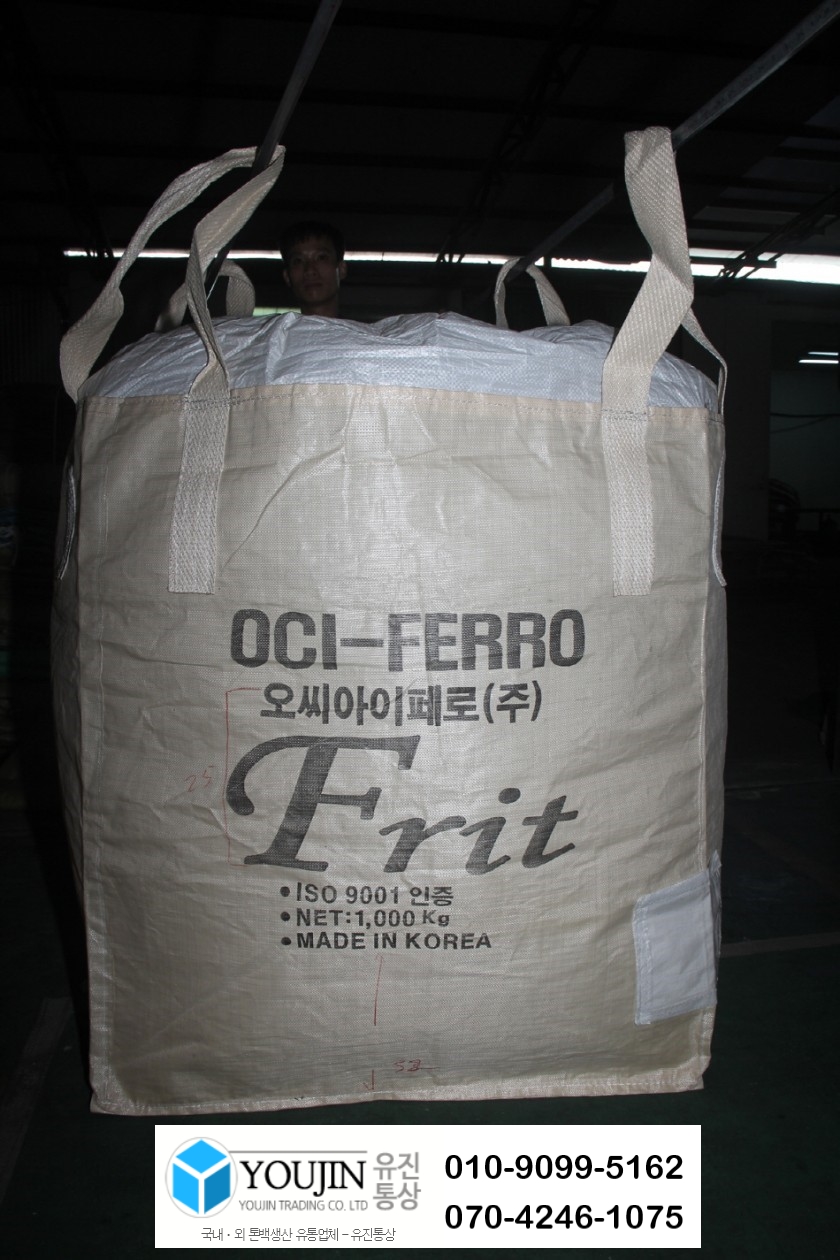 OCI-FERRO
오씨아이페로(주)
Frit
25
•ISO 9001 인증
•NET:1,000 Kg
•MADE IN KOREA
YOUJIN 유진통상
YOUJIN TRADING CO. LTD
국내·외 톤백생산 유통업체 - 유진통상
010-9099-5162
070-4246-1075